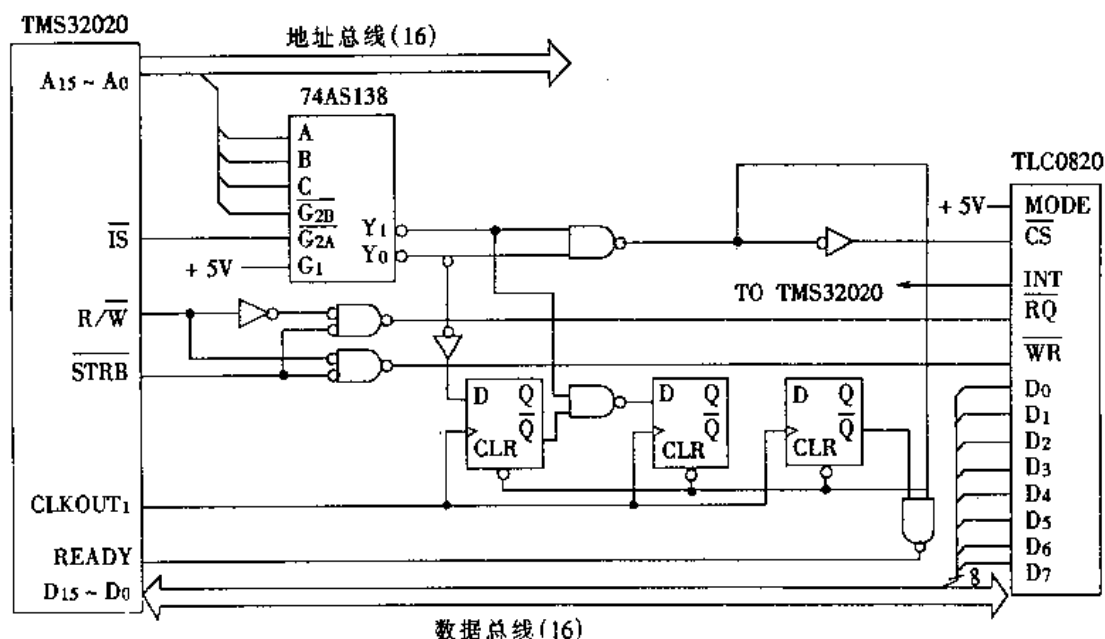 TMS32020
地址总线(16)
A15 ~ A0
74AS138
A
B
C
G2B
G2A
G1
Y1
Y0
IS
+ 5V
R/W
STRB
TLC0820
+ 5V
MODE
CS
INT
TO TMS32020
RQ
WR
D Q
Q
CLR
D Q
Q
CLR
D Q
Q
CLR
D0
D1
D2
D3
D4
D5
D6
D7
CLKOUT1
READY
D15 ~ D0
8
数据总线(16)